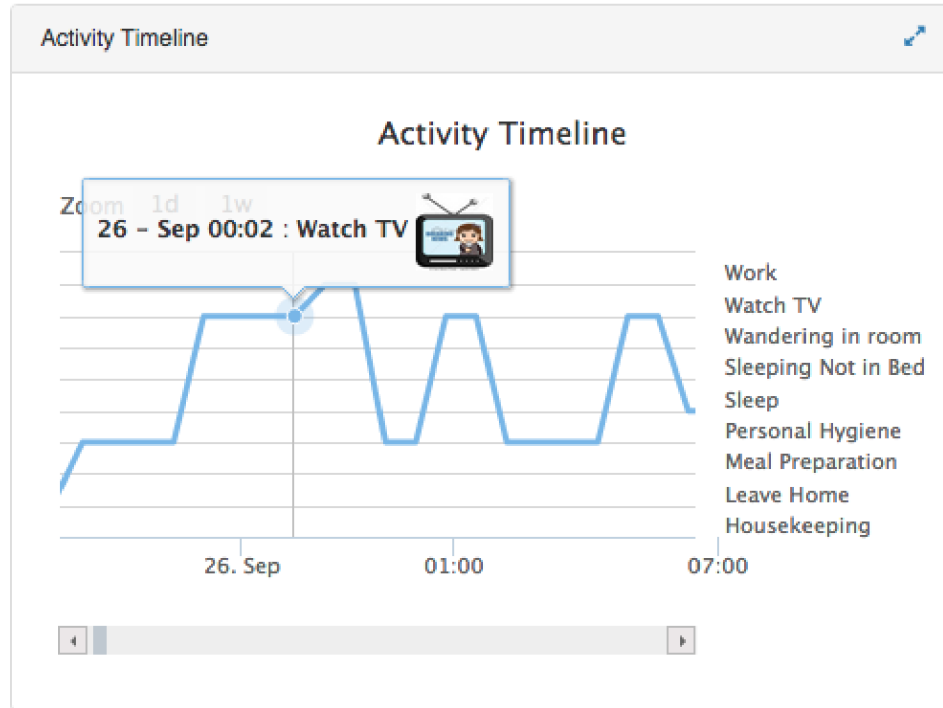 Activity Timeline
Activity Timeline
Zoom 1d 1w
26 – Sep 00:02 : Watch TV
Work
Watch TV
Wandering in room
Sleeping Not in Bed
Sleep
Personal Hygiene
Meal Preparation
Leave Home
Housekeeping
26. Sep 01:00 07:00